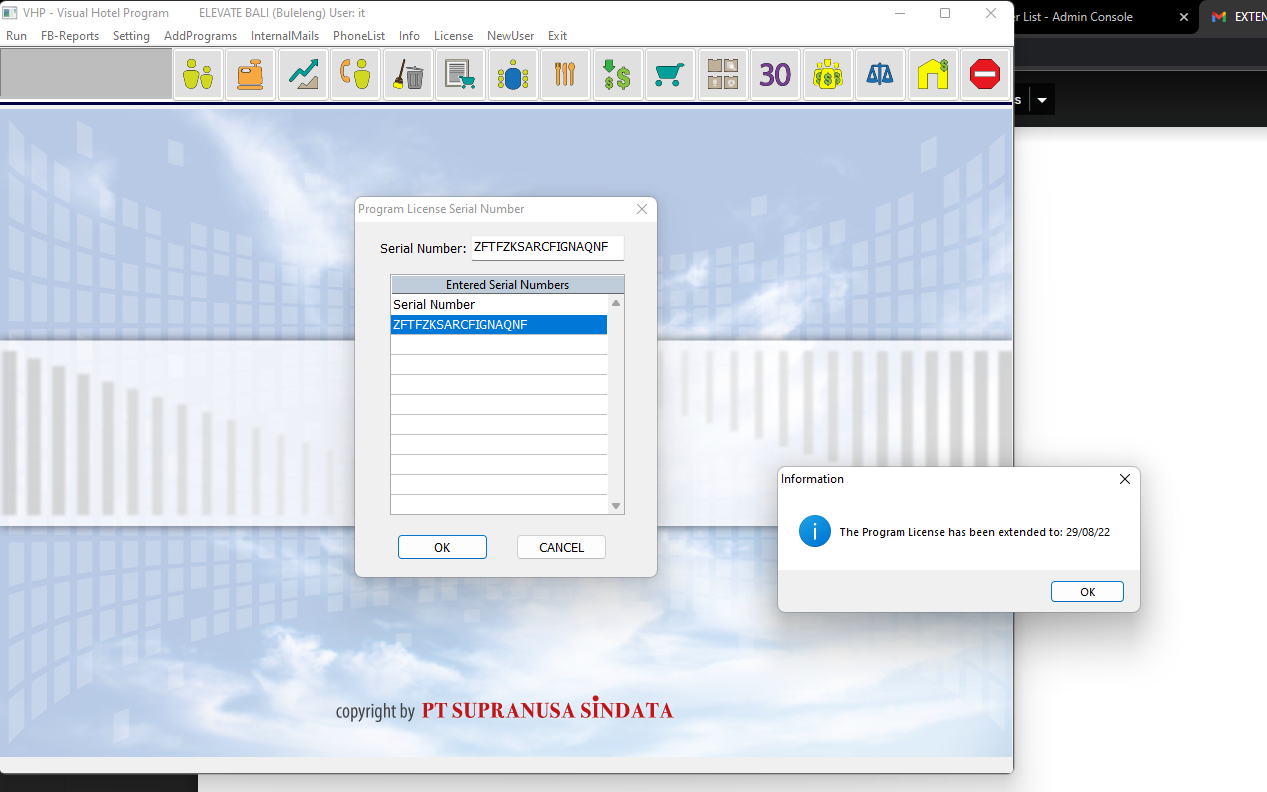 VHP - Visual Hotel Program ELEVATE BALI (Buleleng) User: it
er List - Admin Console
EXTEN
Run FB-Reports Setting AddPrograms InternalMails PhoneList Info License NewUser Exit
30
s
Program License Serial Number
Serial Number: ZFTFZKSARCFIGNAQNF
Entered Serial Numbers
Serial Number
ZFTFZKSARCFIGNAQNF
OK CANCEL
Information
The Program License has been extended to: 29/08/22
OK
copyright by PT SUPRANUSA SINDATA